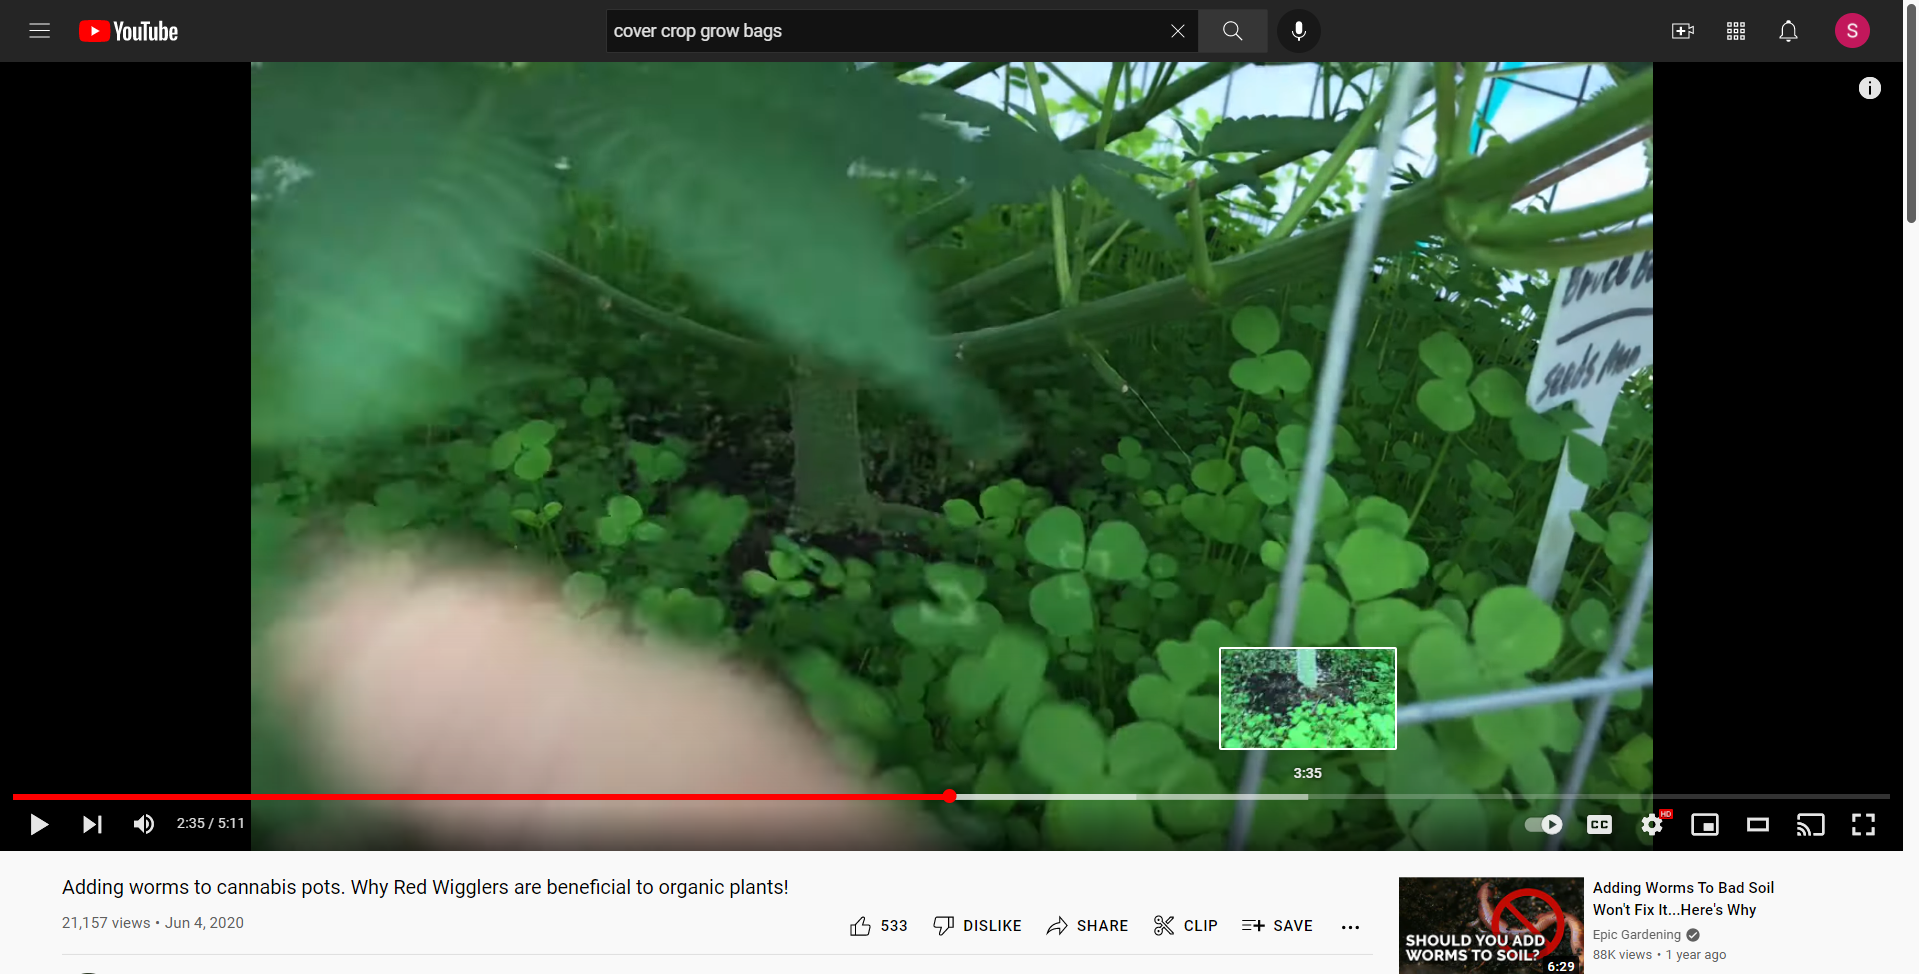 YouTube
cover crop grow bags
S
seeds
3:35
2:35 / 5:11
CC
HD
Adding worms to cannabis pots. Why Red Wigglers are beneficial to organic plants!
21,157 views • Jun 4, 2020
533
DISLIKE
SHARE
CLIP
SAVE
SHOULD YOU ADD
WORMS TO SOIL?
6:29
Adding Worms To Bad Soil
Won't Fix It...Here's Why
Epic Gardening
88K views • 1 year ago